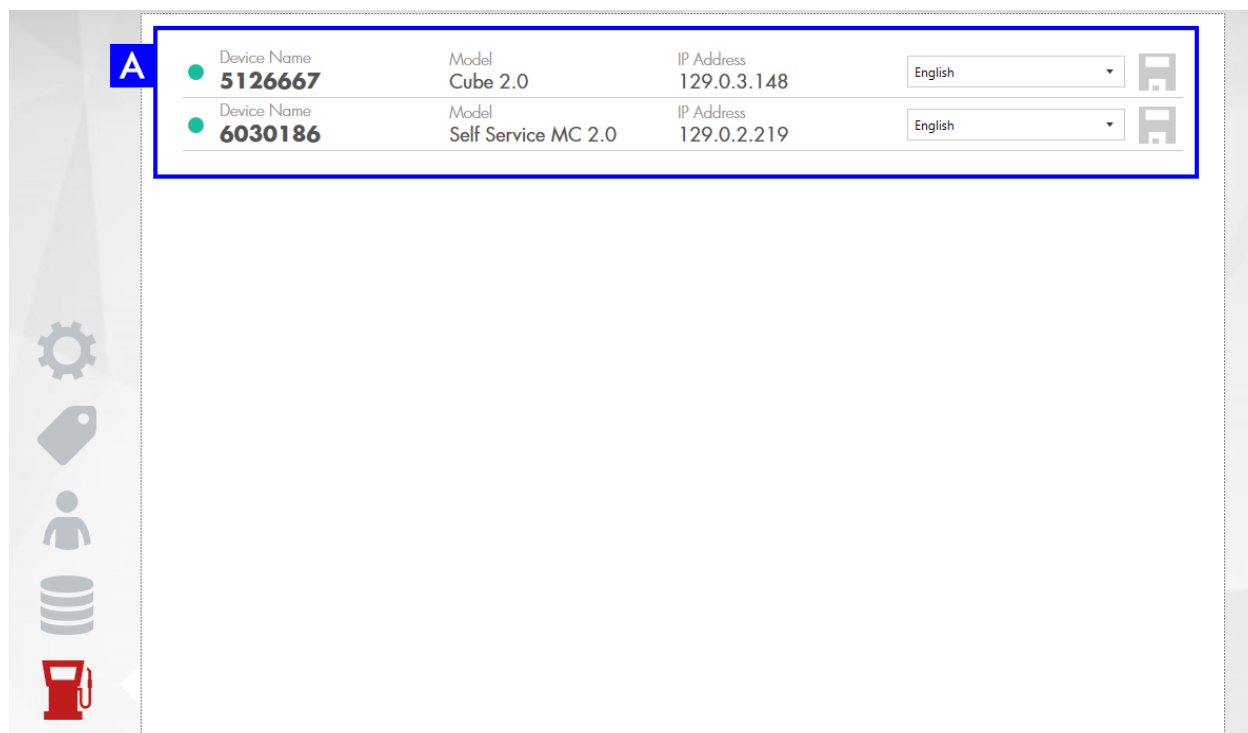 A
Device Name Model IP Address
5126667 Cube 2.0 129.0.3.148 English
Device Name Model IP Address
6030186 Self Service MC 2.0 129.0.2.219 English